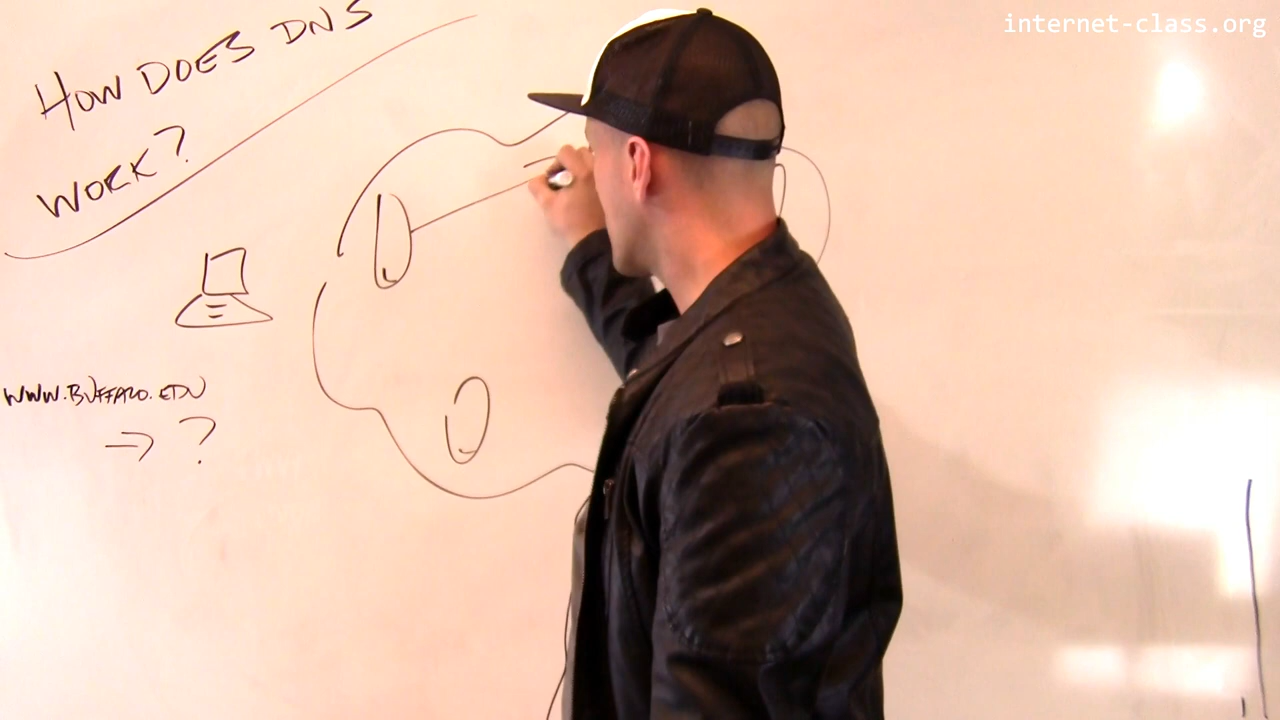 internet-class.org
HOW DOES DNS
WORK?
WWW.BUFFALO.EDU
→ ?